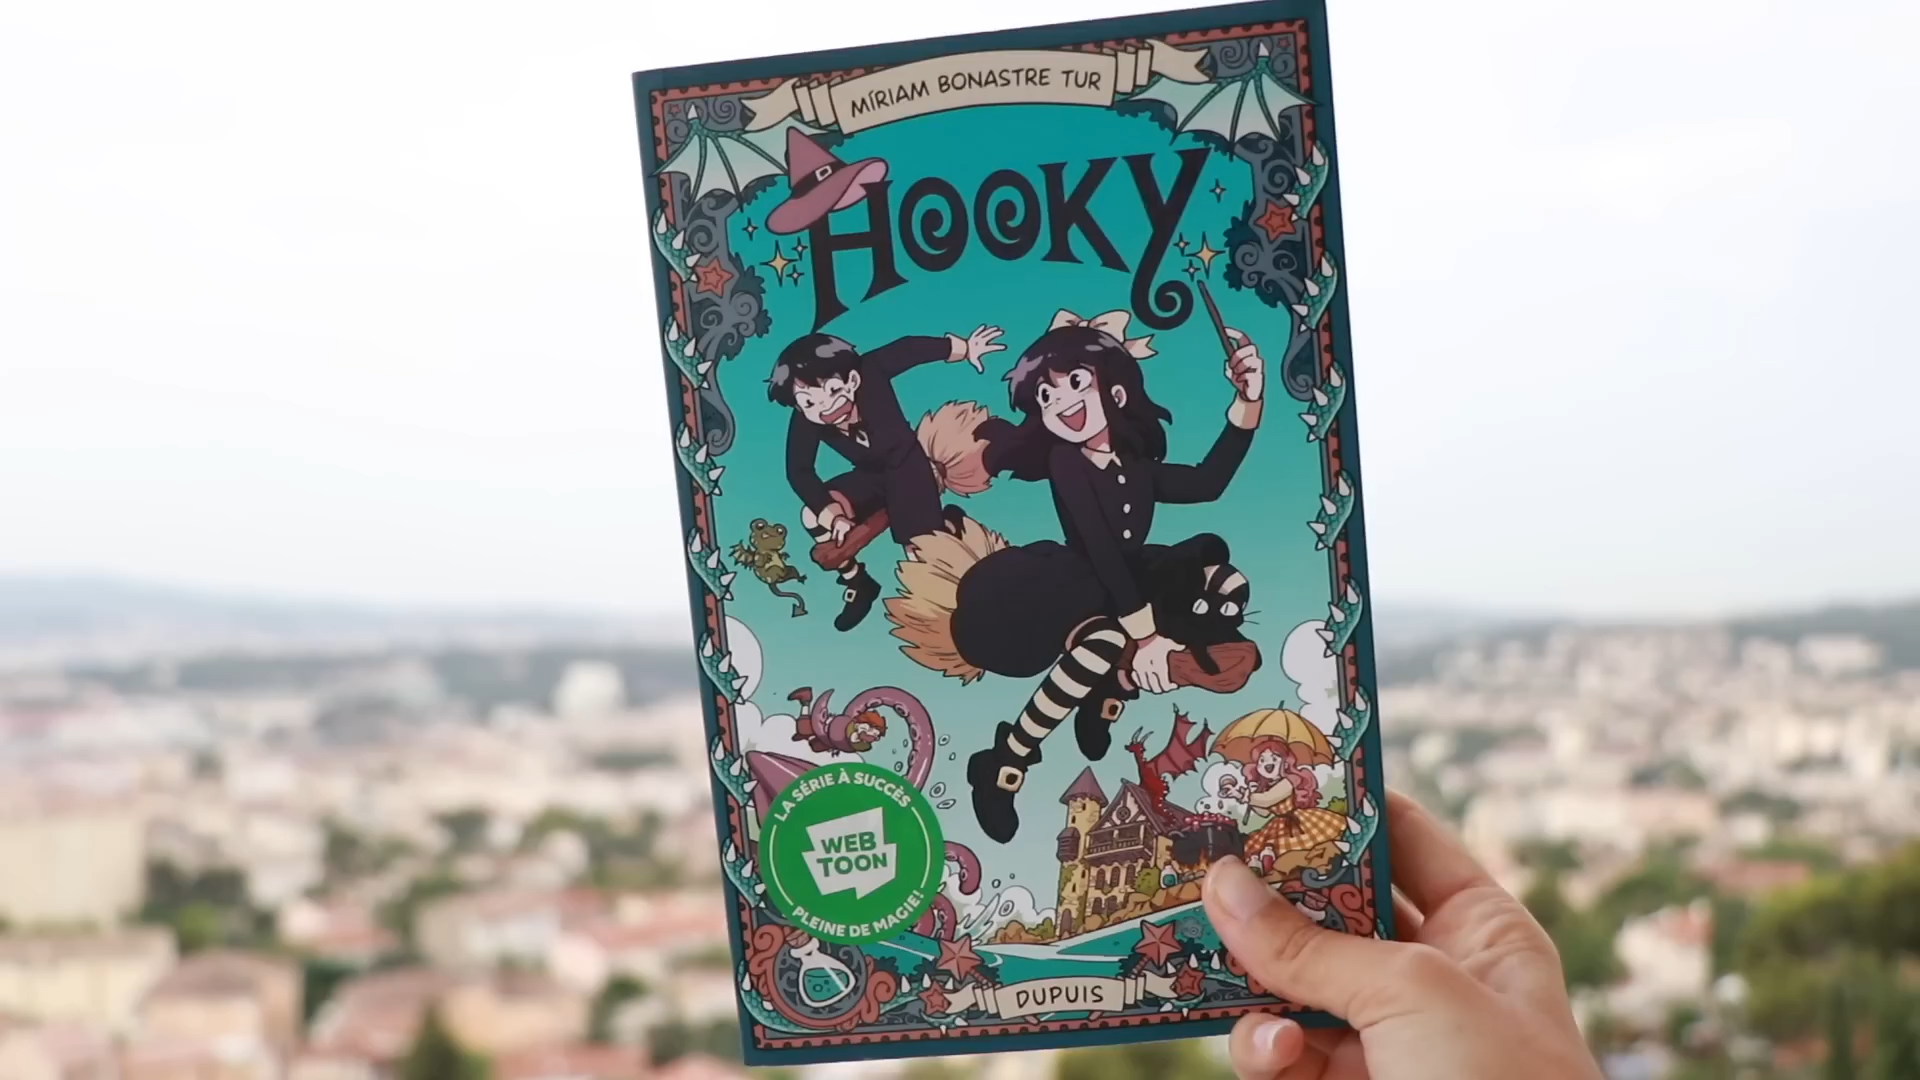 MÍRIAM BONASTRE TUR
HOOKY
LA SÉRIE À SUCCÈS
WEB
TOON
PLEINE DE MAGIE!
DUPUIS